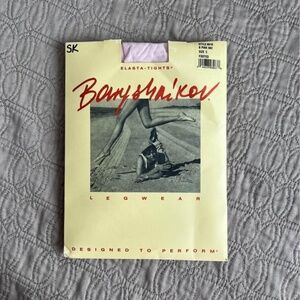 SK
ELASTA-TIGHTS®
Baryshnikov
LEGWEAR
DESIGNED TO PERFORM®